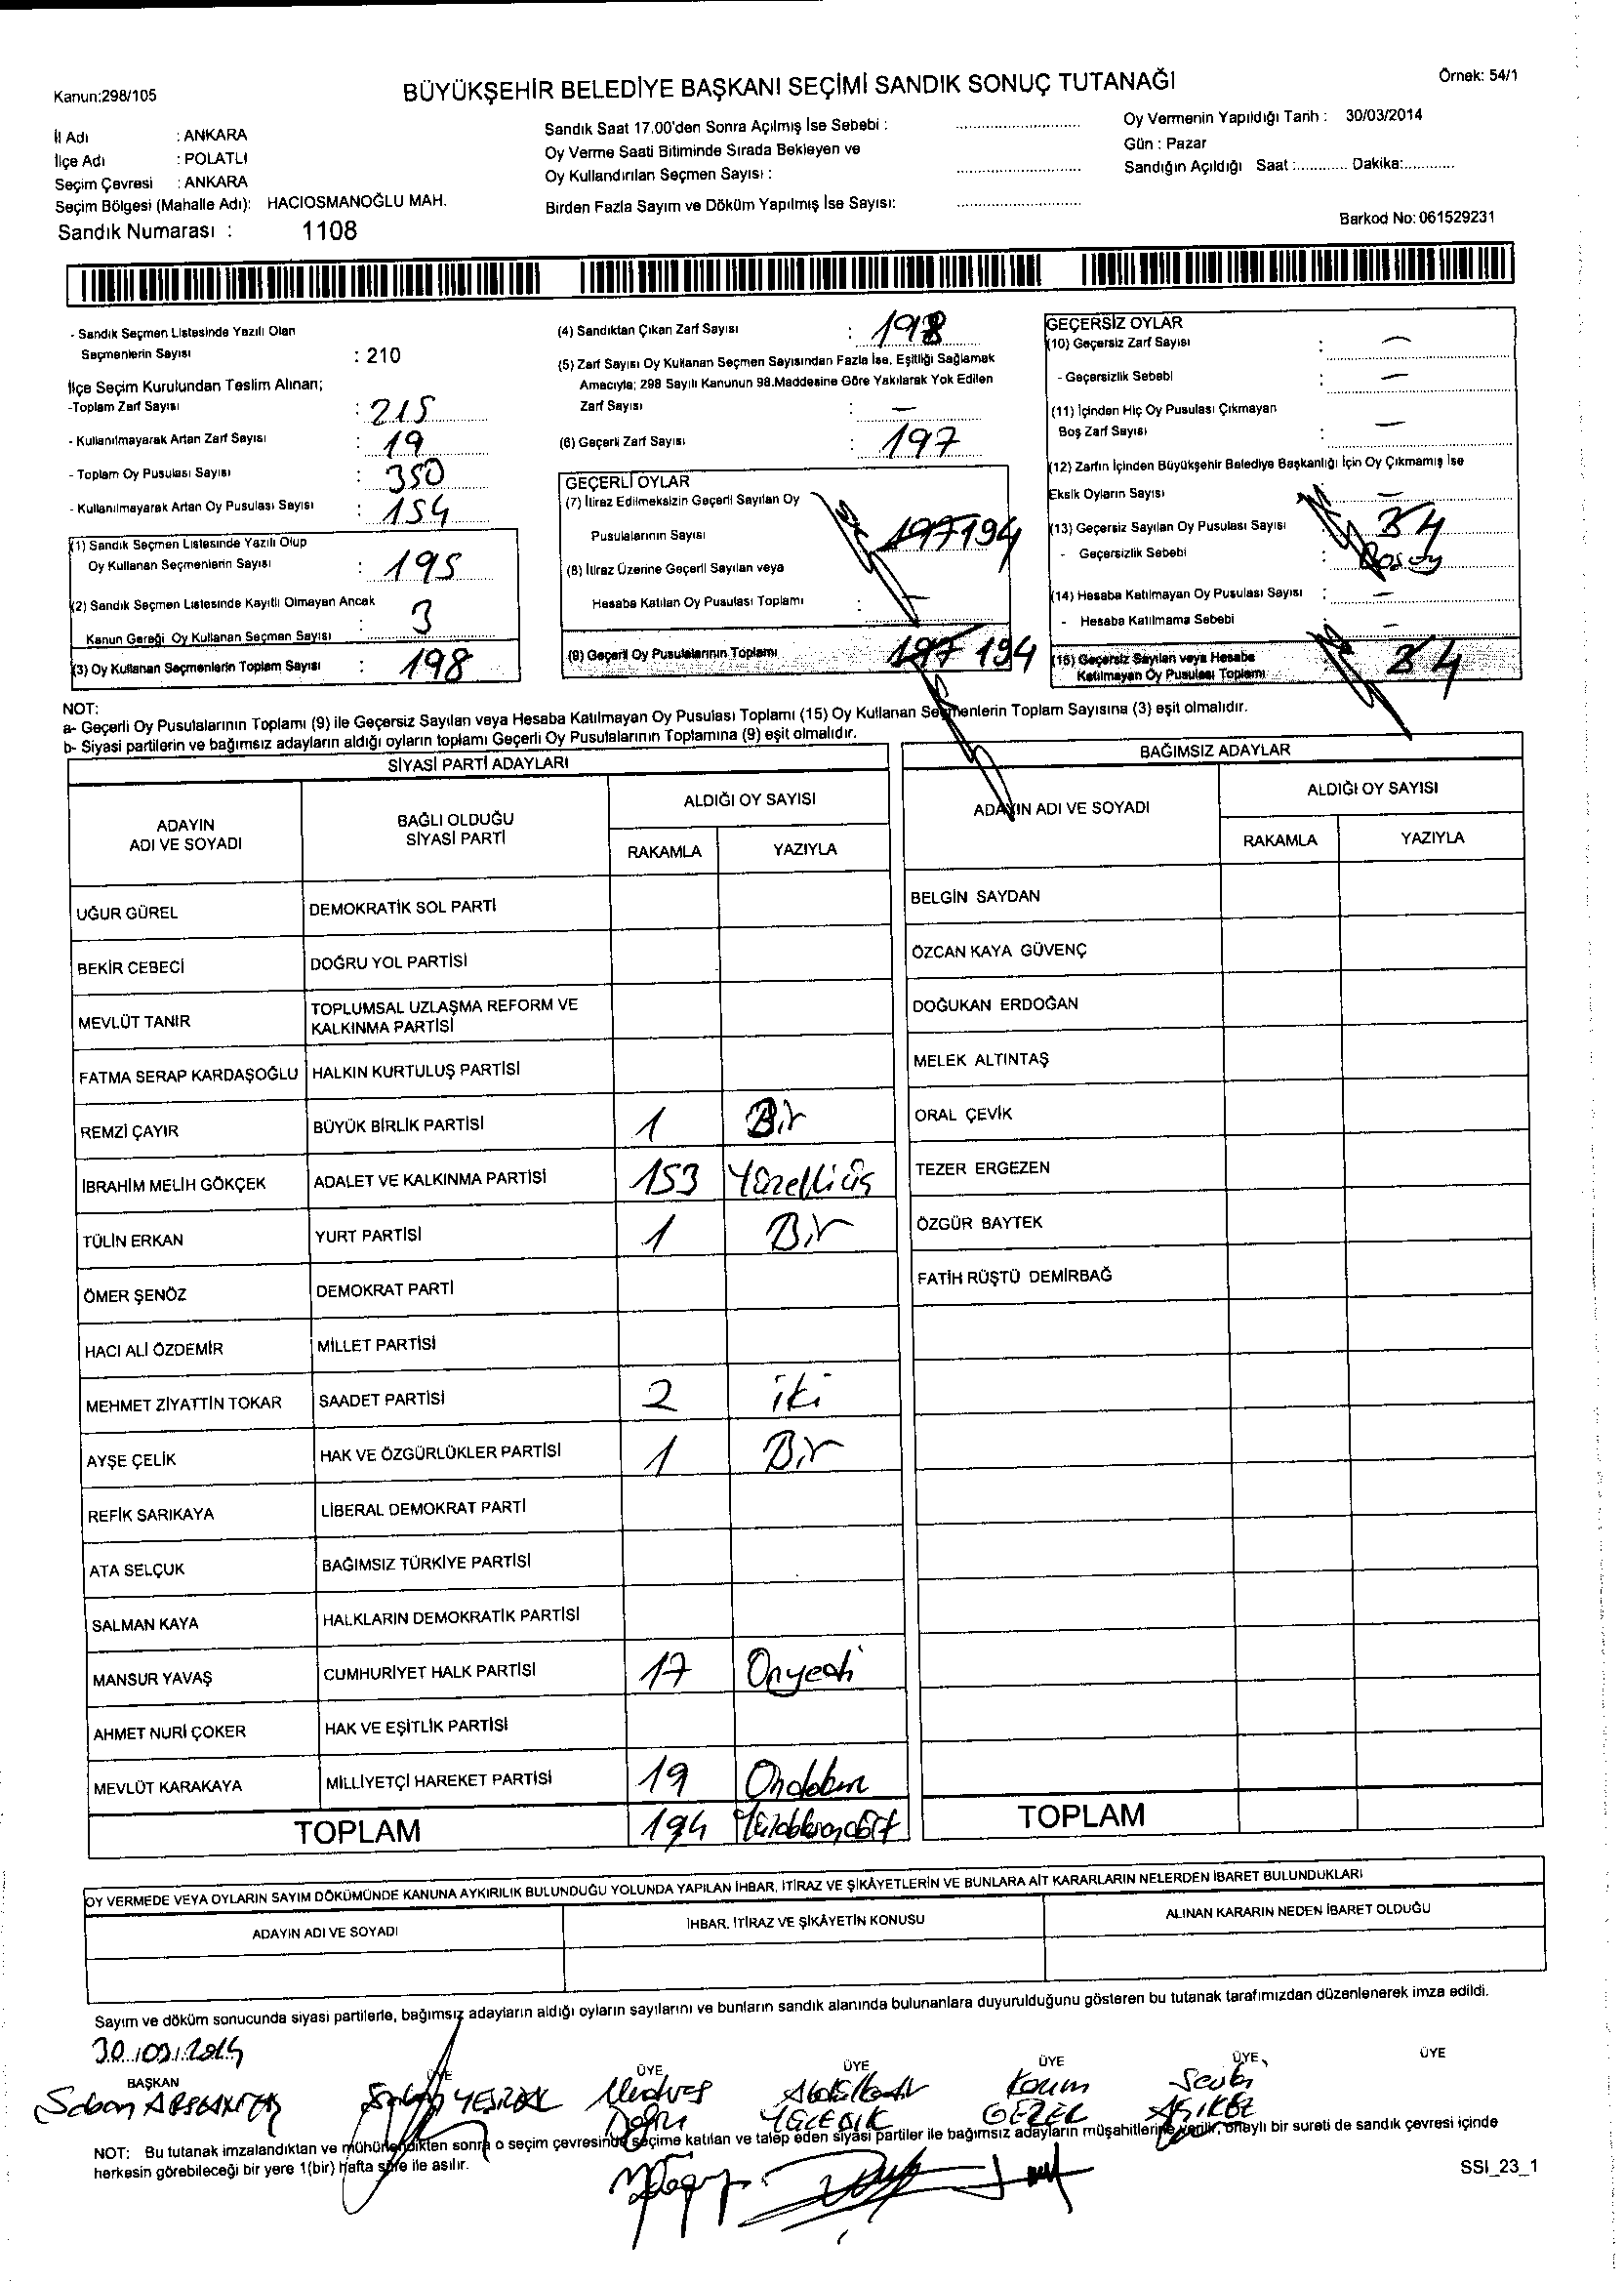 Kanun:298/105
BÜYÜKŞEHİR BELEDİYE BAŞKANI SEÇİMİ SANDIK SONUÇ TUTANAĞI
Örnek: 54/1
İl Adı : ANKARA
İlçe Adı : POLATLI
Seçim Çevresi : ANKARA
Seçim Bölgesi (Mahalle Adı): HACIOSMANOĞLU MAH.
Sandık Numarası : 1108
Sandık Saat 17.00'den Sonra Açılmış İse Sebebi :
Oy Verme Saati Bitiminde Sırada Bekleyen ve
Oy Kullandırılan Seçmen Sayısı :
Birden Fazla Sayım ve Döküm Yapılmış İse Sayısı:
Oy Vermenin Yapıldığı Tarih : 30/03/2014
Gün : Pazar
Sandığın Açıldığı Saat :............ Dakika:............
Barkod No: 061529231
- Sandık Seçmen Listesinde Yazılı Olan
Seçmenlerin Sayısı : 210
İlçe Seçim Kurulundan Teslim Alınan;
-Toplam Zarf Sayısı : 215
- Kullanılmayarak Artan Zarf Sayısı : 19
- Toplam Oy Pusulası Sayısı : 350
- Kullanılmayarak Artan Oy Pusulası Sayısı : 154
(1) Sandık Seçmen Listesinde Yazılı Olup
Oy Kullanan Seçmenlerin Sayısı : 195
(2) Sandık Seçmen Listesinde Kayıtlı Olmayan Ancak
Kanun Gereği Oy Kullanan Seçmen Sayısı : 3
(3) Oy Kullanan Seçmenlerin Toplam Sayısı : 198
(4) Sandıktan Çıkan Zarf Sayısı : 198
(5) Zarf Sayısı Oy Kullanan Seçmen Sayısından Fazla İse, Eşitliği Sağlamak
Amacıyla; 298 Sayılı Kanunun 98.Maddesine Göre Yakılarak Yok Edilen
Zarf Sayısı : —
(6) Geçerli Zarf Sayısı : 197
GEÇERLİ OYLAR
(7) İtiraz Edilmeksizin Geçerli Sayılan Oy
Pusulalarının Sayısı 197 194
(8) İtiraz Üzerine Geçerli Sayılan veya
Hesaba Katılan Oy Pusulası Toplamı : —
(9) Geçerli Oy Pusulalarının Toplamı 197 194
GEÇERSİZ OYLAR
(10) Geçersiz Zarf Sayısı : —
- Geçersizlik Sebebi : —
(11) İçinden Hiç Oy Pusulası Çıkmayan
Boş Zarf Sayısı : —
(12) Zarfın İçinden Büyükşehir Belediye Başkanlığı İçin Oy Çıkmamış İse
Eksik Oyların Sayısı —
(13) Geçersiz Sayılan Oy Pusulası Sayısı 3 4
- Geçersizlik Sebebi : Boş oy
(14) Hesaba Katılmayan Oy Pusulası Sayısı : —
- Hesaba Katılmama Sebebi —
(15) Geçersiz Sayılan veya Hesaba
Katılmayan Oy Pusulası Toplamı 3 4
NOT:
a- Geçerli Oy Pusulalarının Toplamı (9) ile Geçersiz Sayılan veya Hesaba Katılmayan Oy Pusulası Toplamı (15) Oy Kullanan Seçmenlerin Toplam Sayısına (3) eşit olmalıdır.
b- Siyasi partilerin ve bağımsız adayların aldığı oyların toplamı Geçerli Oy Pusulalarının Toplamına (9) eşit olmalıdır.
SİYASİ PARTİ ADAYLARI
ADAYIN ADI VE SOYADI
BAĞLI OLDUĞU SİYASİ PARTİ
ALDIĞI OY SAYISI
RAKAMLA YAZIYLA
UĞUR GÜREL DEMOKRATİK SOL PARTİ
BEKİR CEBECİ DOĞRU YOL PARTİSİ
MEVLÜT TANIR TOPLUMSAL UZLAŞMA REFORM VE KALKINMA PARTİSİ
FATMA SERAP KARDAŞOĞLU HALKIN KURTULUŞ PARTİSİ
REMZİ ÇAYIR BÜYÜK BİRLİK PARTİSİ 1 Bir
İBRAHİM MELİH GÖKÇEK ADALET VE KALKINMA PARTİSİ 153 Yüzelliüç
TÜLİN ERKAN YURT PARTİSİ 1 Bir
ÖMER ŞENÖZ DEMOKRAT PARTİ
HACI ALİ ÖZDEMİR MİLLET PARTİSİ
MEHMET ZİYATTİN TOKAR SAADET PARTİSİ 2 iki
AYŞE ÇELİK HAK VE ÖZGÜRLÜKLER PARTİSİ 1 Bir
REFİK SARIKAYA LİBERAL DEMOKRAT PARTİ
ATA SELÇUK BAĞIMSIZ TÜRKİYE PARTİSİ
SALMAN KAYA HALKLARIN DEMOKRATİK PARTİSİ
MANSUR YAVAŞ CUMHURİYET HALK PARTİSİ 17 Onyedi
AHMET NURİ ÇOKER HAK VE EŞİTLİK PARTİSİ
MEVLÜT KARAKAYA MİLLİYETÇİ HAREKET PARTİSİ 19 Ondokuz
TOPLAM 194 Yüzdoksandört
BAĞIMSIZ ADAYLAR
ADAYIN ADI VE SOYADI
ALDIĞI OY SAYISI
RAKAMLA YAZIYLA
BELGİN SAYDAN
ÖZCAN KAYA GÜVENÇ
DOĞUKAN ERDOĞAN
MELEK ALTINTAŞ
ORAL ÇEVİK
TEZER ERGEZEN
ÖZGÜR BAYTEK
FATİH RÜŞTÜ DEMİRBAĞ
TOPLAM
OY VERMEDE VEYA OYLARIN SAYIM DÖKÜMÜNDE KANUNA AYKIRILIK BULUNDUĞU YOLUNDA YAPILAN İHBAR, İTİRAZ VE ŞİKÂYETLERİN VE BUNLARA AİT KARARLARIN NELERDEN İBARET BULUNDUKLARI
ADAYIN ADI VE SOYADI İHBAR, İTİRAZ VE ŞİKÂYETİN KONUSU ALINAN KARARIN NEDEN İBARET OLDUĞU
Sayım ve döküm sonucunda siyasi partilerle, bağımsız adayların aldığı oyların sayılarını ve bunların sandık alanında bulunanlara duyurulduğunu gösteren bu tutanak tarafımızdan düzenlenerek imza edildi.
30/03/2014
BAŞKAN ÜYE ÜYE ÜYE ÜYE ÜYE ÜYE
Şaban
Doğru
GEZEL
NOT: Bu tutanak imzalandıktan ve mühürlendikten sonra o seçim çevresinde seçime katılan ve talep eden siyasi partiler ile bağımsız adayların müşahitlerine verilir, onaylı bir sureti de sandık çevresi içinde
herkesin görebileceği bir yere 1(bir) hafta süre ile asılır.
SSI_23_1